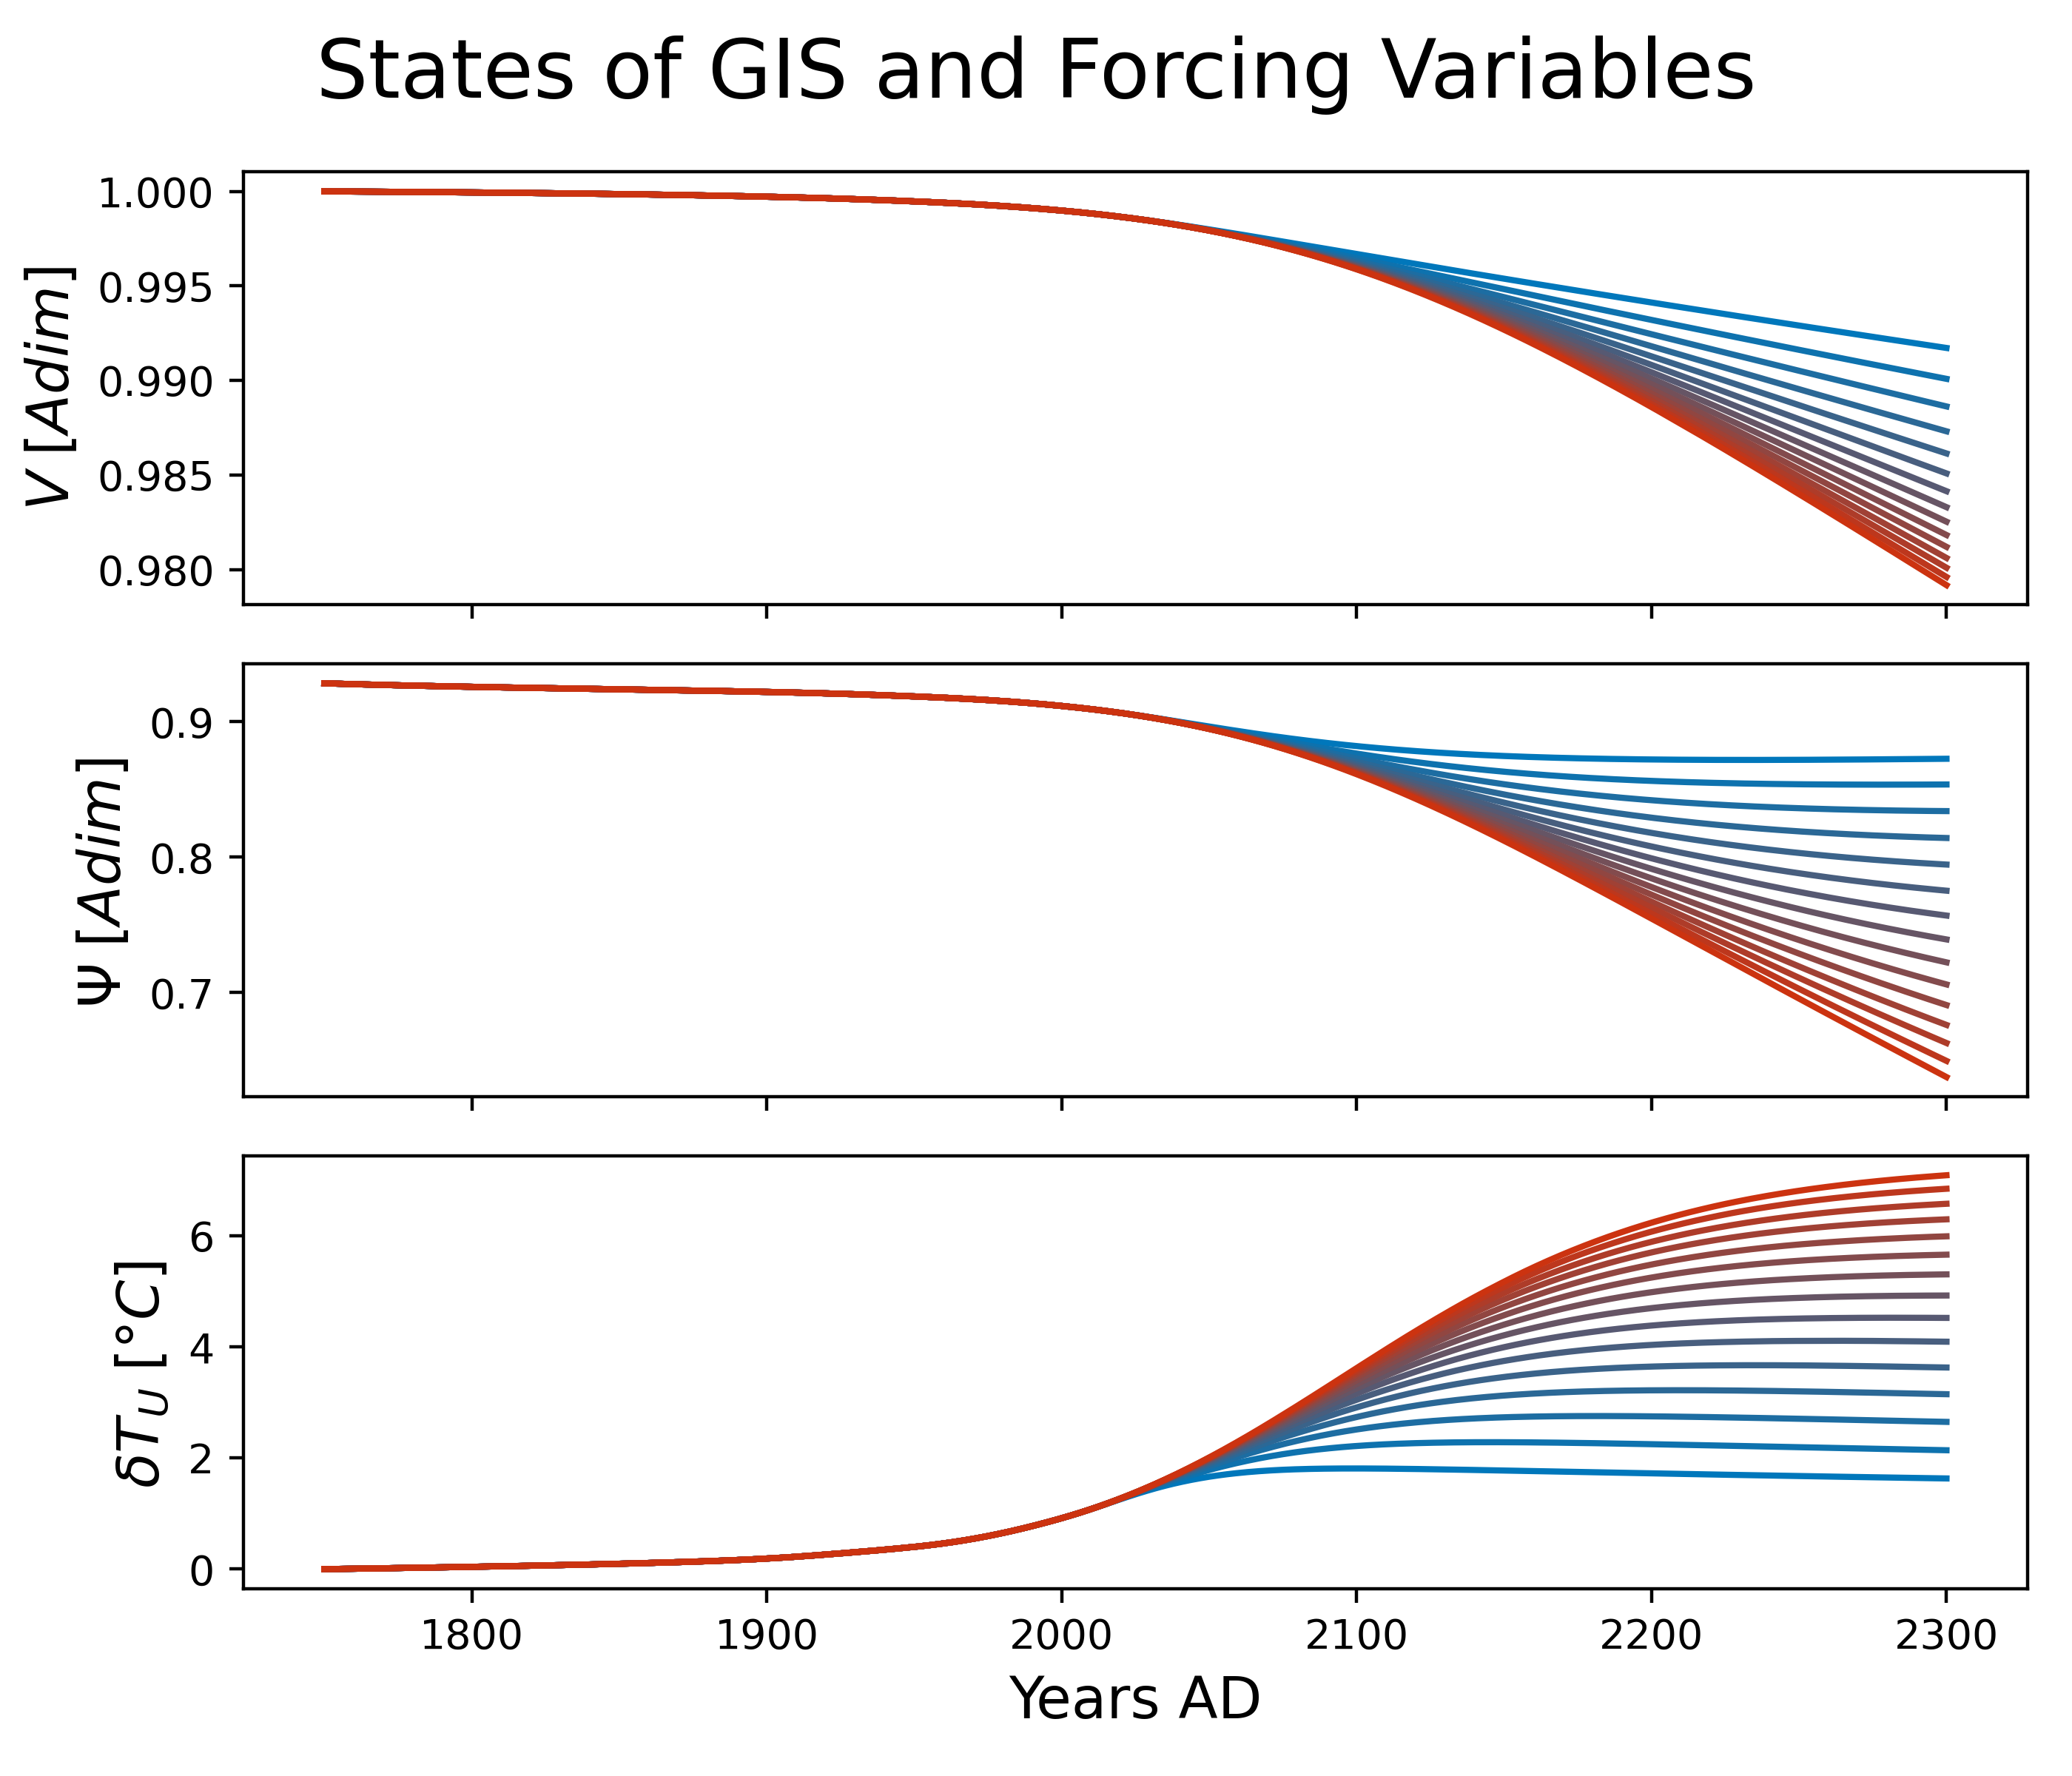 States of GIS and Forcing Variables
V [Adim]
1.000
0.995
0.990
0.985
0.980
Ψ [Adim]
0.9
0.8
0.7
δT_U [°C]
6
4
2
0
1800 1900 2000 2100 2200 2300
Years AD